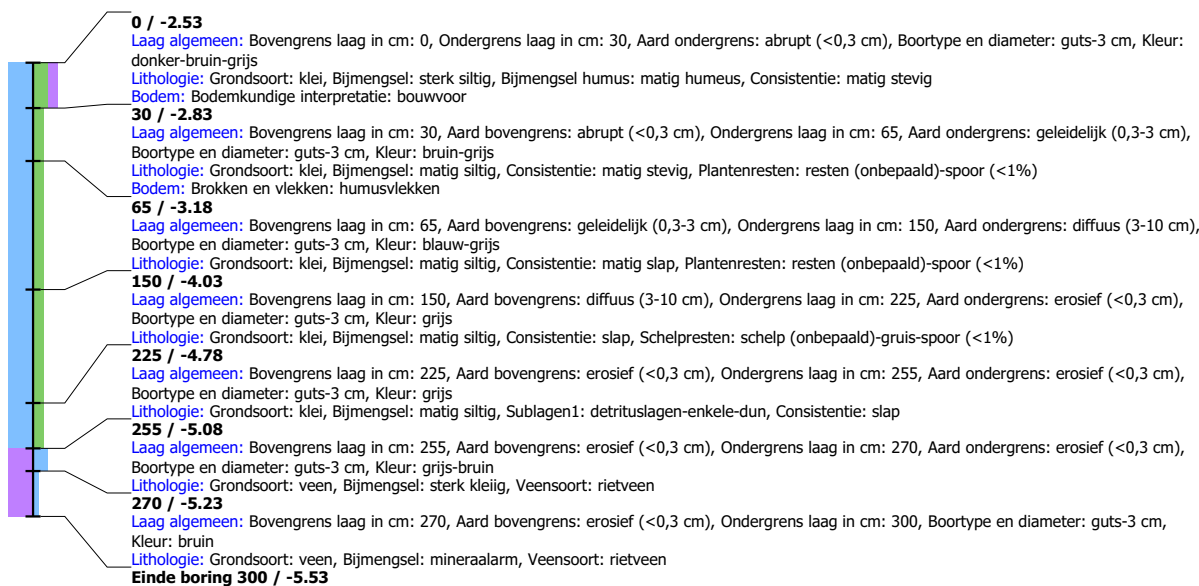 0 / -2.53
Laag algemeen: Bovengrens laag in cm: 0, Ondergrens laag in cm: 30, Aard ondergrens: abrupt (<0,3 cm), Boortype en diameter: guts-3 cm, Kleur:
donker-bruin-grijs
Lithologie: Grondsoort: klei, Bijmengsel: sterk siltig, Bijmengsel humus: matig humeus, Consistentie: matig stevig
Bodem: Bodemkundige interpretatie: bouwvoor
30 / -2.83
Laag algemeen: Bovengrens laag in cm: 30, Aard bovengrens: abrupt (<0,3 cm), Ondergrens laag in cm: 65, Aard ondergrens: geleidelijk (0,3-3 cm),
Boortype en diameter: guts-3 cm, Kleur: bruin-grijs
Lithologie: Grondsoort: klei, Bijmengsel: matig siltig, Consistentie: matig stevig, Plantenresten: resten (onbepaald)-spoor (<1%)
Bodem: Brokken en vlekken: humusvlekken
65 / -3.18
Laag algemeen: Bovengrens laag in cm: 65, Aard bovengrens: geleidelijk (0,3-3 cm), Ondergrens laag in cm: 150, Aard ondergrens: diffuus (3-10 cm),
Boortype en diameter: guts-3 cm, Kleur: blauw-grijs
Lithologie: Grondsoort: klei, Bijmengsel: matig siltig, Consistentie: matig slap, Plantenresten: resten (onbepaald)-spoor (<1%)
150 / -4.03
Laag algemeen: Bovengrens laag in cm: 150, Aard bovengrens: diffuus (3-10 cm), Ondergrens laag in cm: 225, Aard ondergrens: erosief (<0,3 cm),
Boortype en diameter: guts-3 cm, Kleur: grijs
Lithologie: Grondsoort: klei, Bijmengsel: matig siltig, Consistentie: slap, Schelpresten: schelp (onbepaald)-gruis-spoor (<1%)
225 / -4.78
Laag algemeen: Bovengrens laag in cm: 225, Aard bovengrens: erosief (<0,3 cm), Ondergrens laag in cm: 255, Aard ondergrens: erosief (<0,3 cm),
Boortype en diameter: guts-3 cm, Kleur: grijs
Lithologie: Grondsoort: klei, Bijmengsel: matig siltig, Sublagen1: detrituslagen-enkele-dun, Consistentie: slap
255 / -5.08
Laag algemeen: Bovengrens laag in cm: 255, Aard bovengrens: erosief (<0,3 cm), Ondergrens laag in cm: 270, Aard ondergrens: erosief (<0,3 cm),
Boortype en diameter: guts-3 cm, Kleur: grijs-bruin
Lithologie: Grondsoort: veen, Bijmengsel: sterk kleiig, Veensoort: rietveen
270 / -5.23
Laag algemeen: Bovengrens laag in cm: 270, Aard bovengrens: erosief (<0,3 cm), Ondergrens laag in cm: 300, Boortype en diameter: guts-3 cm,
Kleur: bruin
Lithologie: Grondsoort: veen, Bijmengsel: mineraalarm, Veensoort: rietveen
Einde boring 300 / -5.53